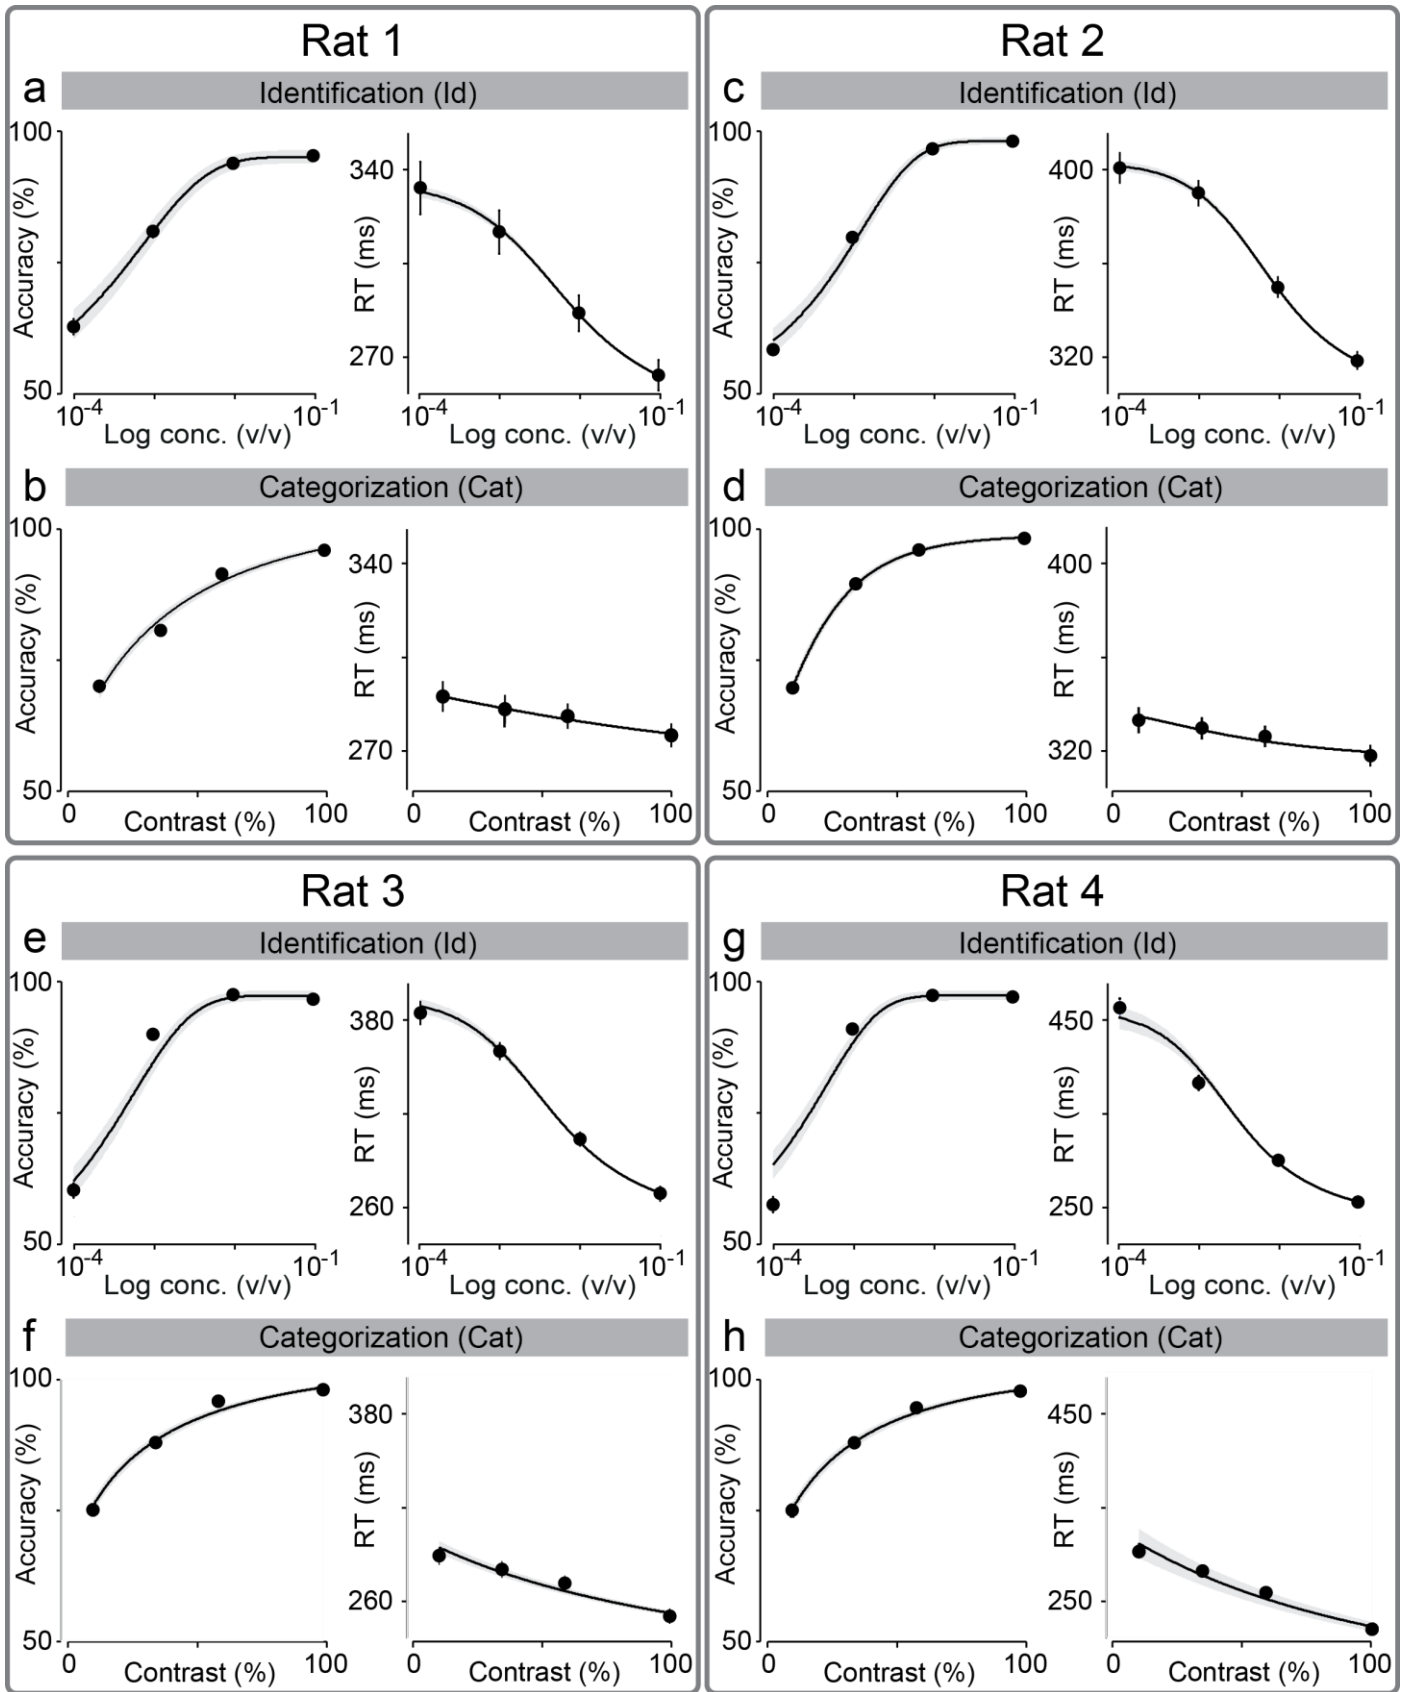 Rat 1
a
Identification (Id)
100
50
Accuracy (%)
10-4
10-1
Log conc. (v/v)
340
270
RT (ms)
10-4
10-1
Log conc. (v/v)
b
Categorization (Cat)
100
50
Accuracy (%)
0
100
Contrast (%)
340
270
RT (ms)
0
100
Contrast (%)
Rat 2
c
Identification (Id)
100
50
Accuracy (%)
10-4
10-1
Log conc. (v/v)
400
320
RT (ms)
10-4
10-1
Log conc. (v/v)
d
Categorization (Cat)
100
50
Accuracy (%)
0
100
Contrast (%)
400
320
RT (ms)
0
100
Contrast (%)
Rat 3
e
Identification (Id)
100
50
Accuracy (%)
10-4
10-1
Log conc. (v/v)
380
260
RT (ms)
10-4
10-1
Log conc. (v/v)
f
Categorization (Cat)
100
50
Accuracy (%)
0
100
Contrast (%)
380
260
RT (ms)
0
100
Contrast (%)
Rat 4
g
Identification (Id)
100
50
Accuracy (%)
10-4
10-1
Log conc. (v/v)
450
250
RT (ms)
10-4
10-1
Log conc. (v/v)
h
Categorization (Cat)
100
50
Accuracy (%)
0
100
Contrast (%)
450
250
RT (ms)
0
100
Contrast (%)